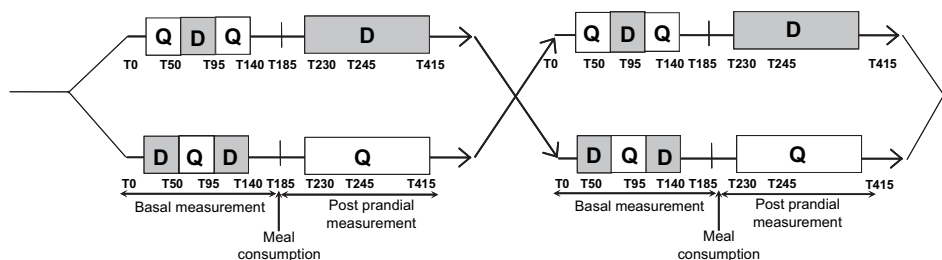 Q D Q D
T0 T50 T95 T140 T185 T230 T245 T415
D Q D Q
T0 T50 T95 T140 T185 T230 T245 T415
Basal measurement
Post prandial
measurement
Meal
consumption
Q D Q D
T0 T50 T95 T140 T185 T230 T245 T415
D Q D Q
T0 T50 T95 T140 T185 T230 T245 T415
Basal measurement
Post prandial
measurement
Meal
consumption